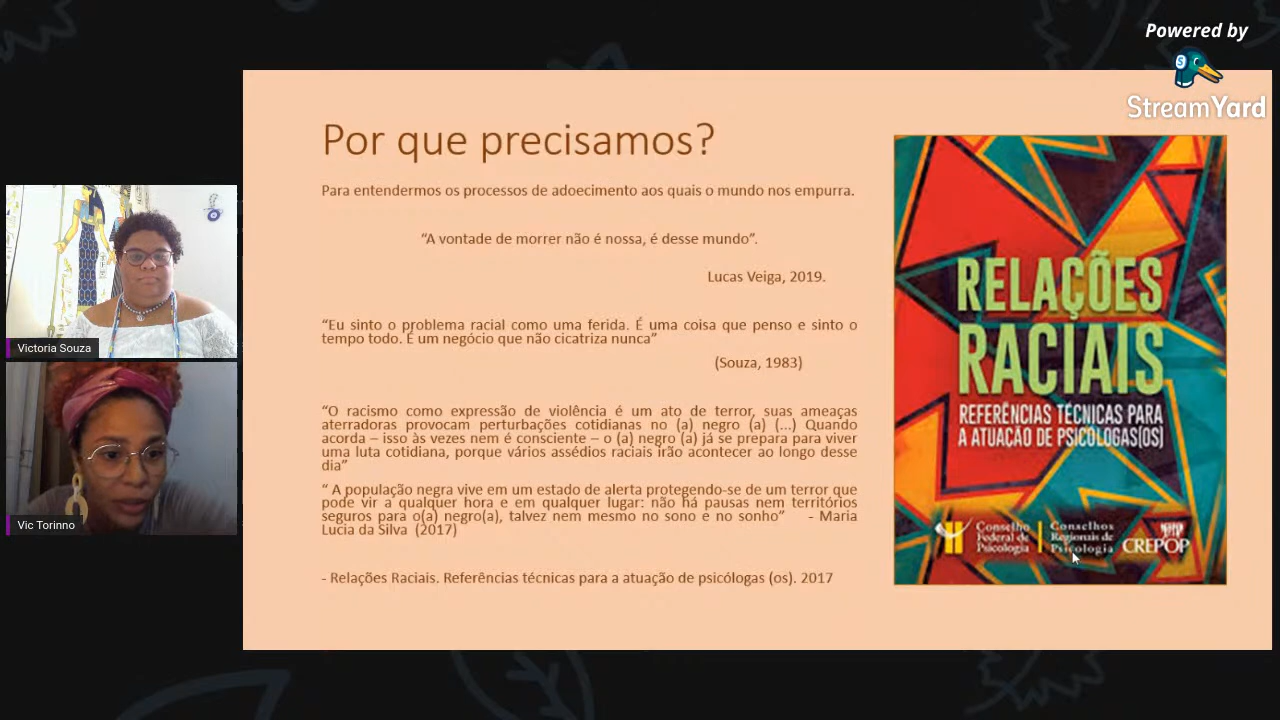 Powered by
StreamYard
Por que precisamos?
Para entendermos os processos de adoecimento aos quais o mundo nos empurra.
“A vontade de morrer não é nossa, é desse mundo”.
Lucas Veiga, 2019.
“Eu sinto o problema racial como uma ferida. É uma coisa que penso e sinto o
tempo todo. É um negócio que não cicatriza nunca”
(Souza, 1983)
“O racismo como expressão de violência é um ato de terror, suas ameaças
aterradoras provocam perturbações cotidianas no (a) negro (a) (...) Quando
acorda – isso às vezes nem é consciente – o (a) negro (a) já se prepara para viver
uma luta cotidiana, porque vários assédios raciais irão acontecer ao longo desse
dia”
“ A população negra vive em um estado de alerta protegendo-se de um terror que
pode vir a qualquer hora e em qualquer lugar: não há pausas nem territórios
seguros para o(a) negro(a), talvez nem mesmo no sono e no sonho” - Maria
Lucia da Silva (2017)
- Relações Raciais. Referências técnicas para a atuação de psicólogas (os). 2017
RELAÇÕES
RACIAIS
REFERÊNCIAS TÉCNICAS PARA
A ATUAÇÃO DE PSICÓLOGAS(OS)
Conselho
Federal de
Psicologia
Conselhos
Regionais de
Psicologia
CREPOP
Victoria Souza
Vic Torinno